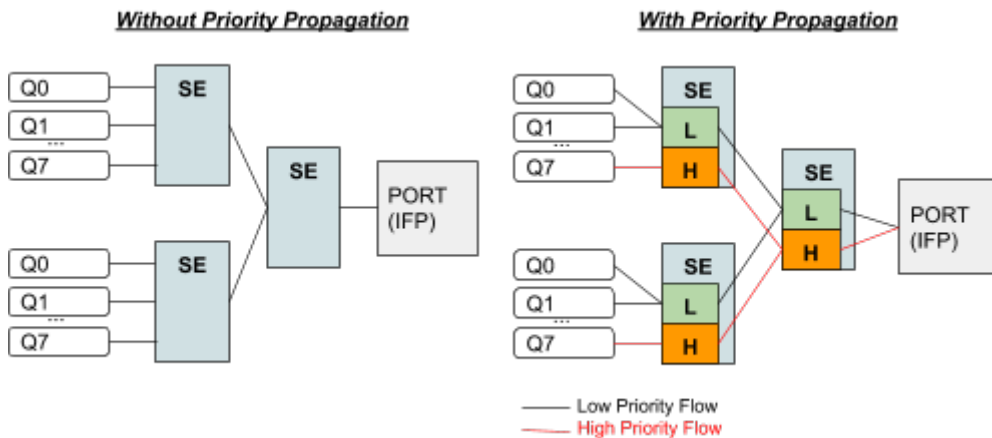 Without Priority Propagation
Q0
Q1
...
Q7
SE
Q0
Q1
...
Q7
SE
SE
PORT
(IFP)
With Priority Propagation
Q0
Q1
...
Q7
SE
L
H
Q0
Q1
...
Q7
SE
L
H
SE
L
H
PORT
(IFP)
Low Priority Flow
High Priority Flow